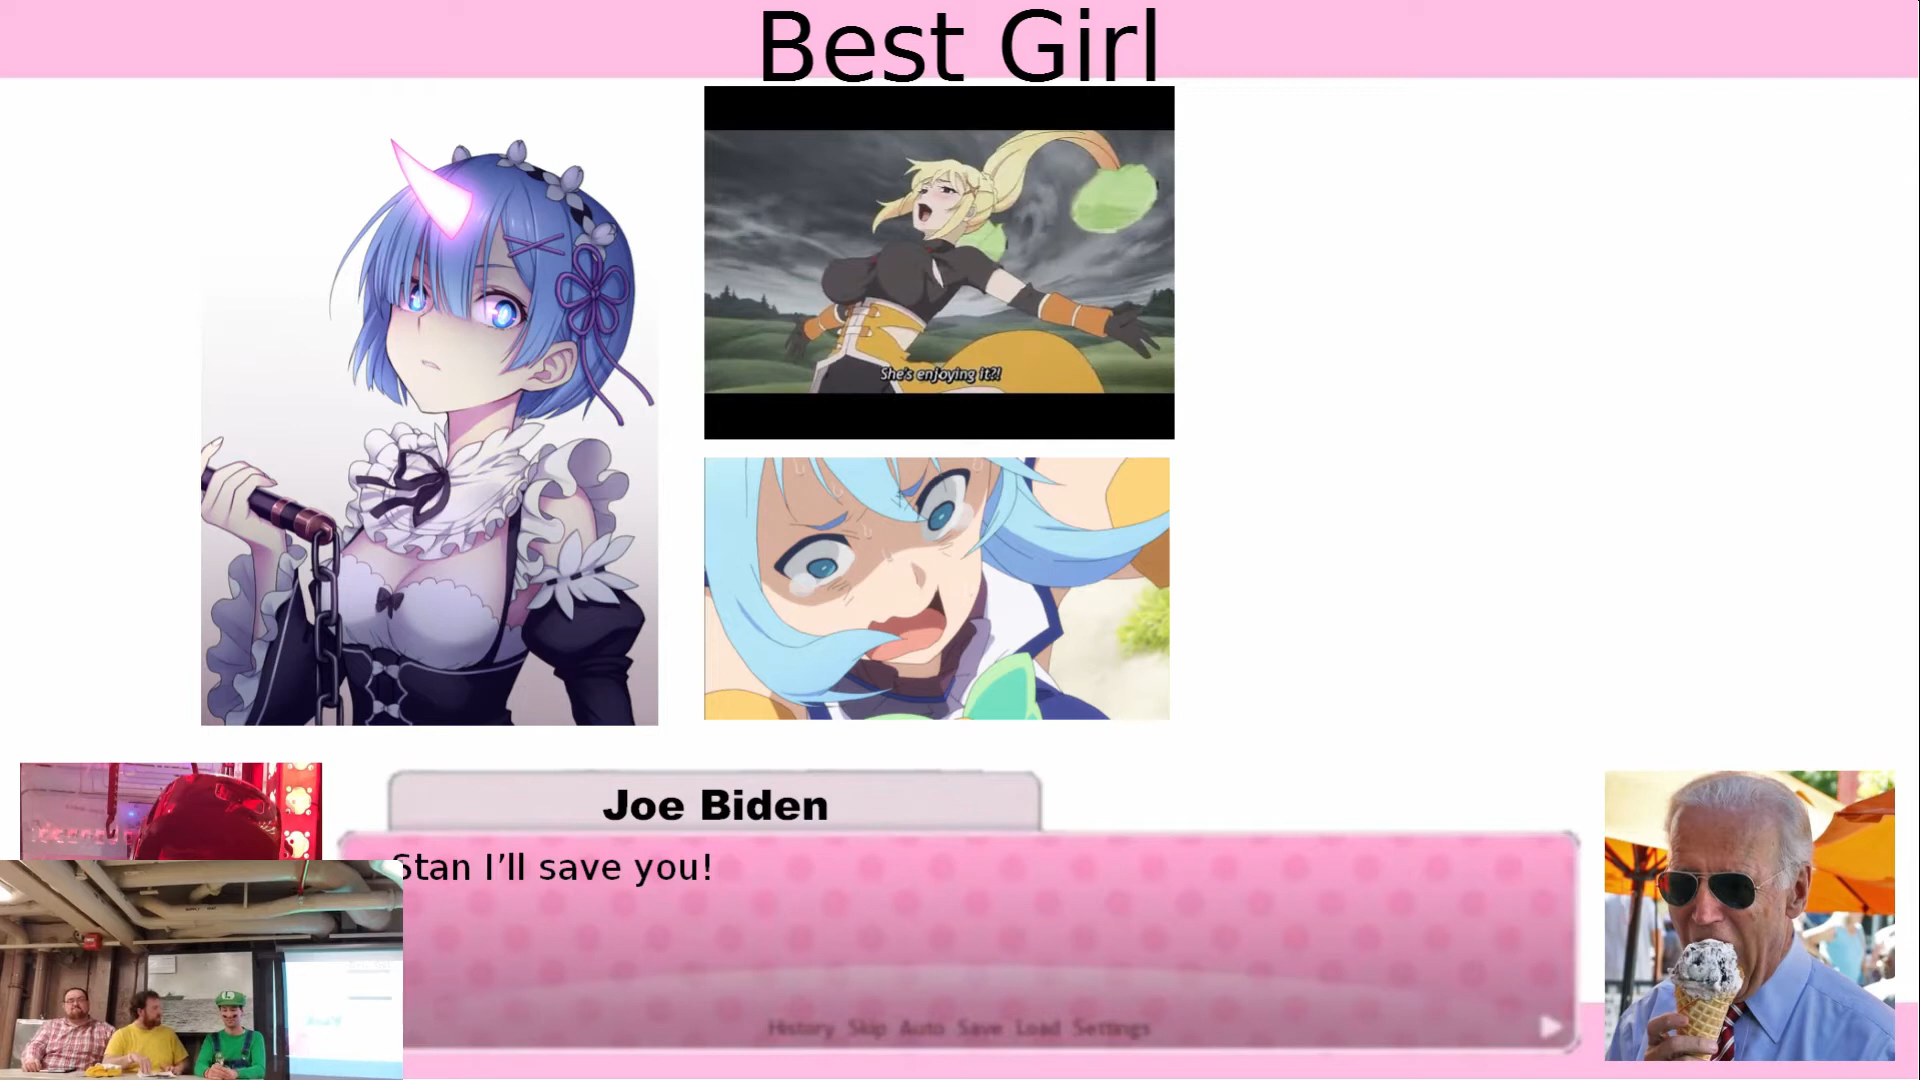 Best Girl
She's enjoying it?!
Joe Biden
Stan I'll save you!
History Skip Auto Save Load Settings
L